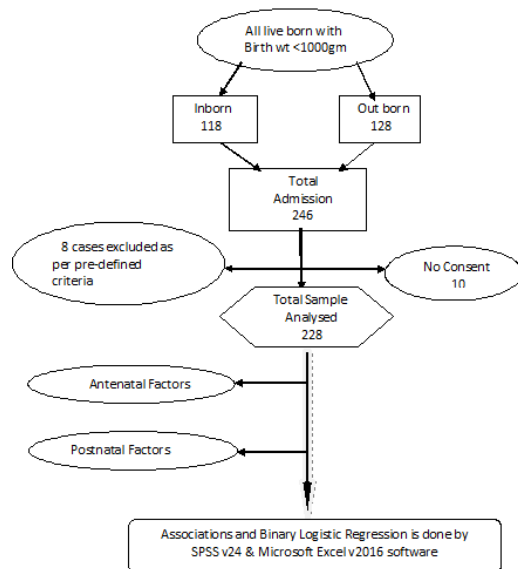 All live born with
Birth wt <1000gm
Inborn
118
Out born
128
Total
Admission
246
8 cases excluded as
per pre-defined
criteria
No Consent
10
Total Sample
Analysed
228
Antenatal Factors
Postnatal Factors
Associations and Binary Logistic Regression is done by
SPSS v24 & Microsoft Excel v2016 software